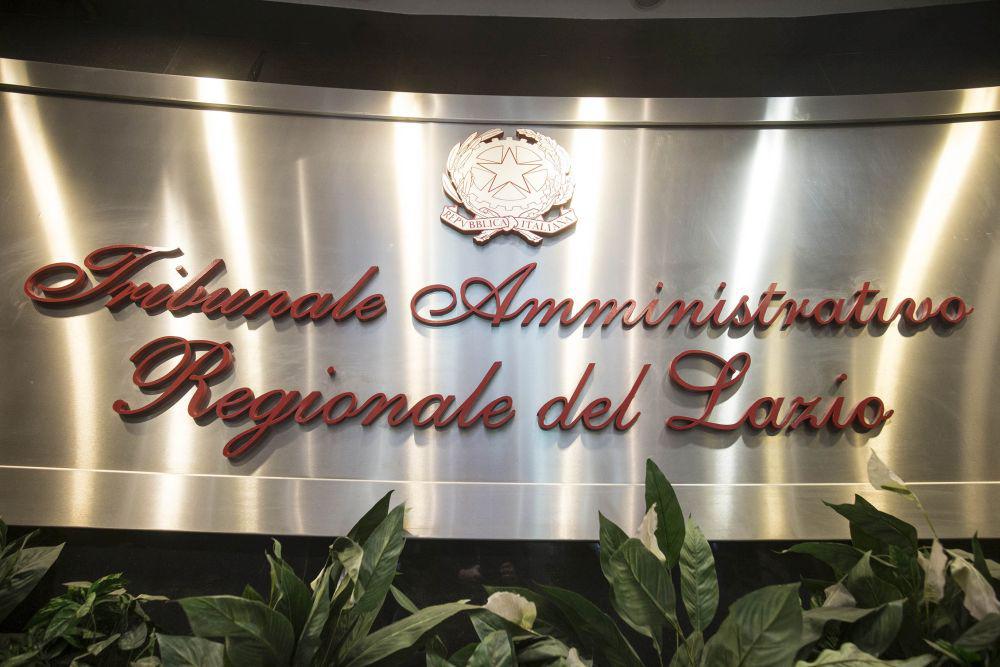 REPVBBLICA ITALIANA
Tribunale Amministrativo
Regionale del Lazio